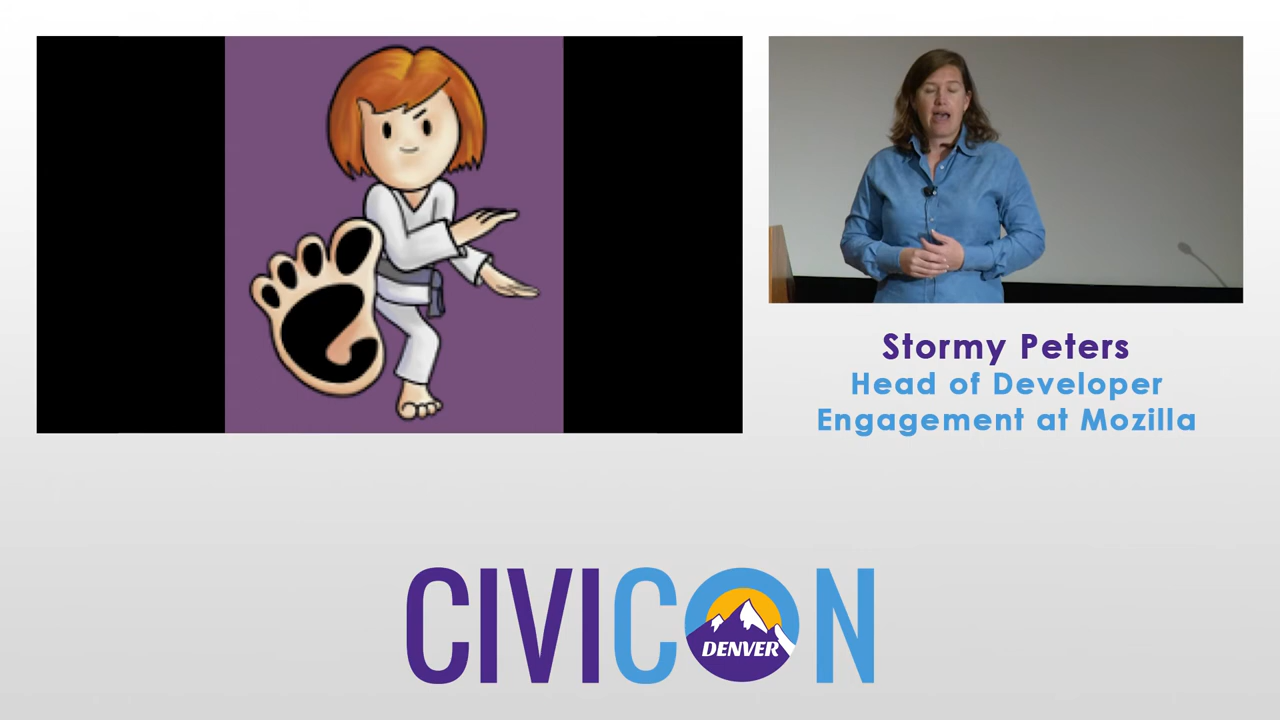 Stormy Peters
Head of Developer
Engagement at Mozilla
CIVICON
DENVER